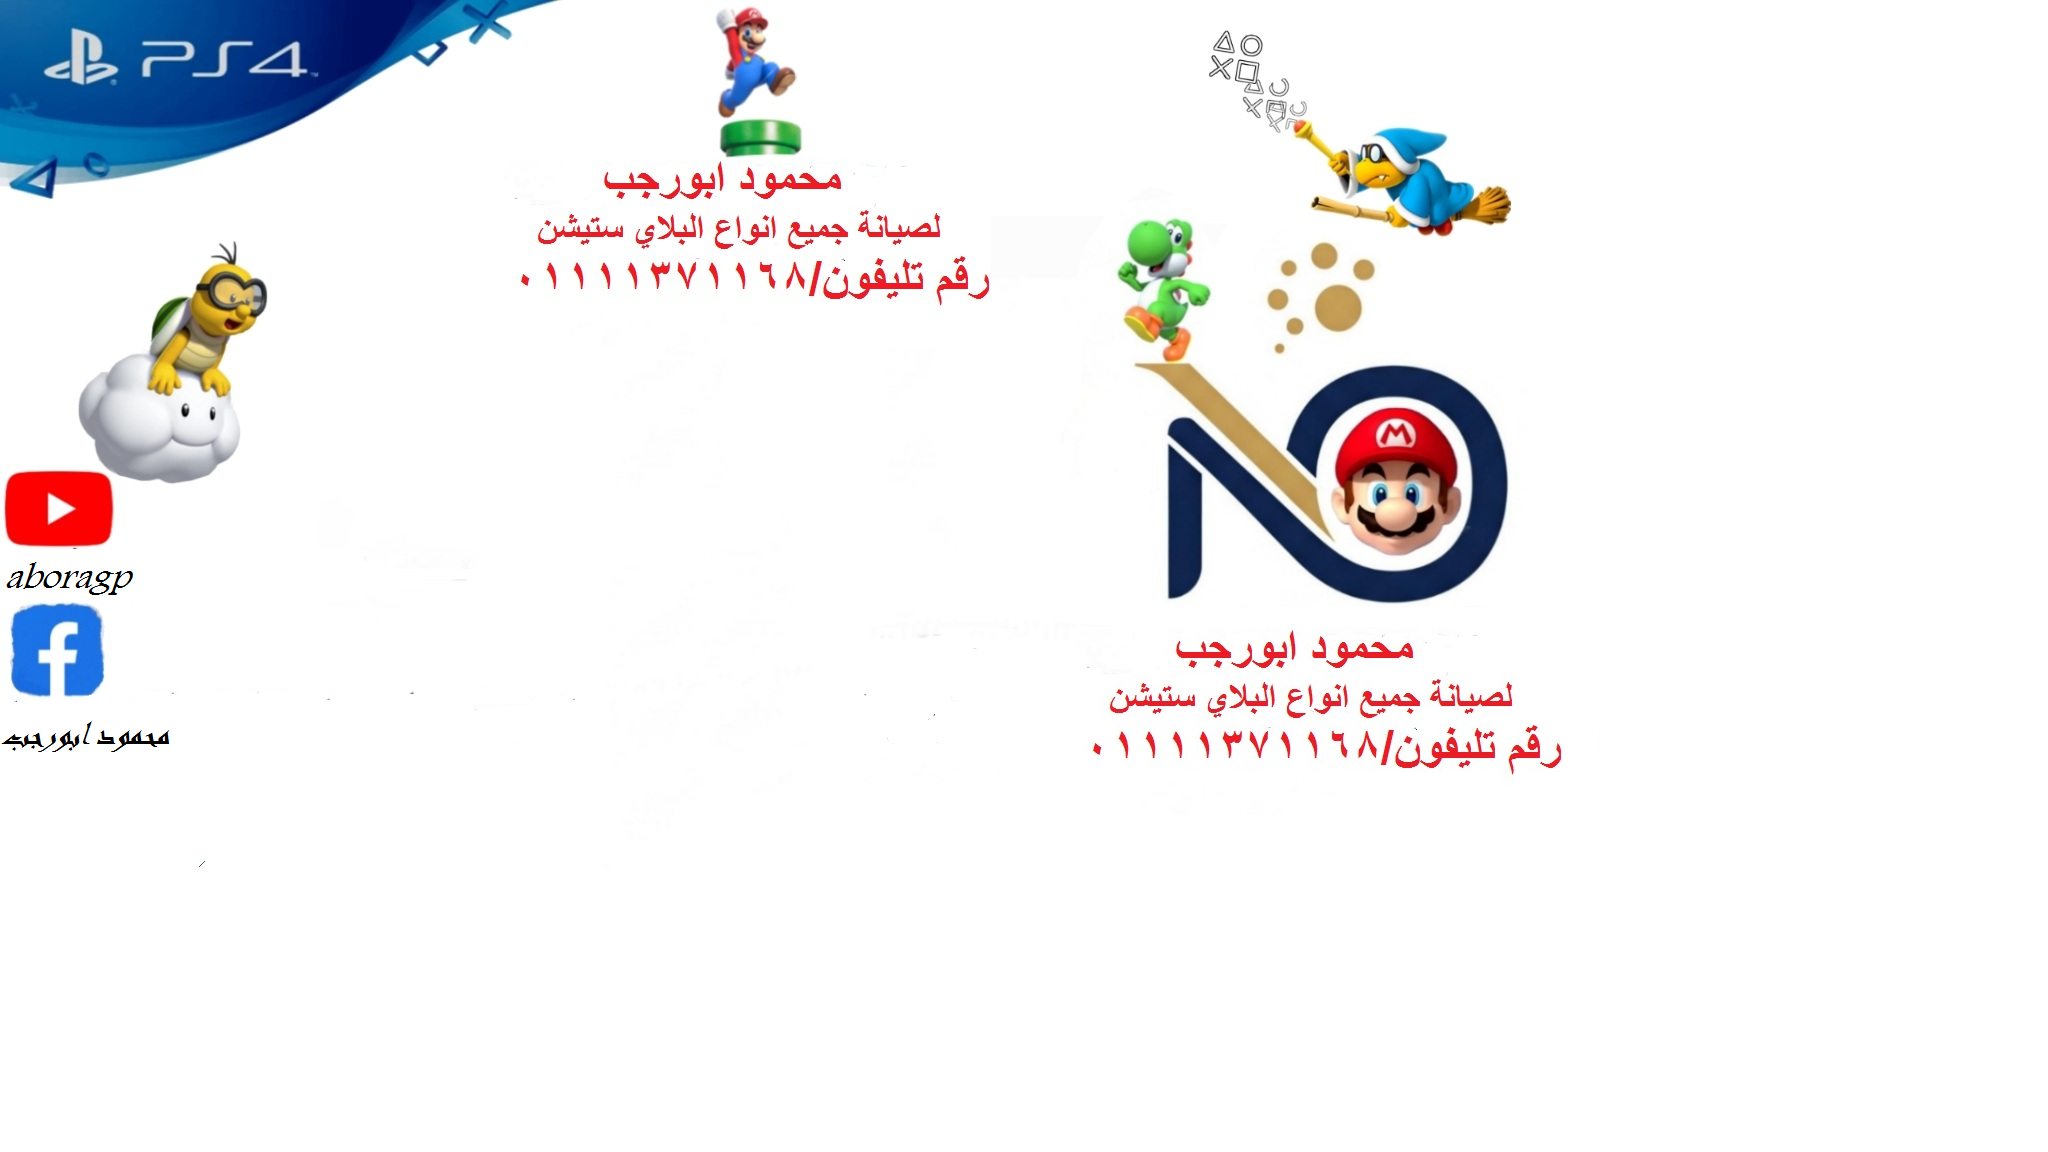 PS4™
محمود ابورجب
لصيانة جميع انواع البلاي ستيشن
رقم تليفون/٠١١١١٣٧١١٦٨
aboragp
محمود ابورجب
M
محمود ابورجب
لصيانة جميع انواع البلاي ستيشن
رقم تليفون/٠١١١١٣٧١١٦٨